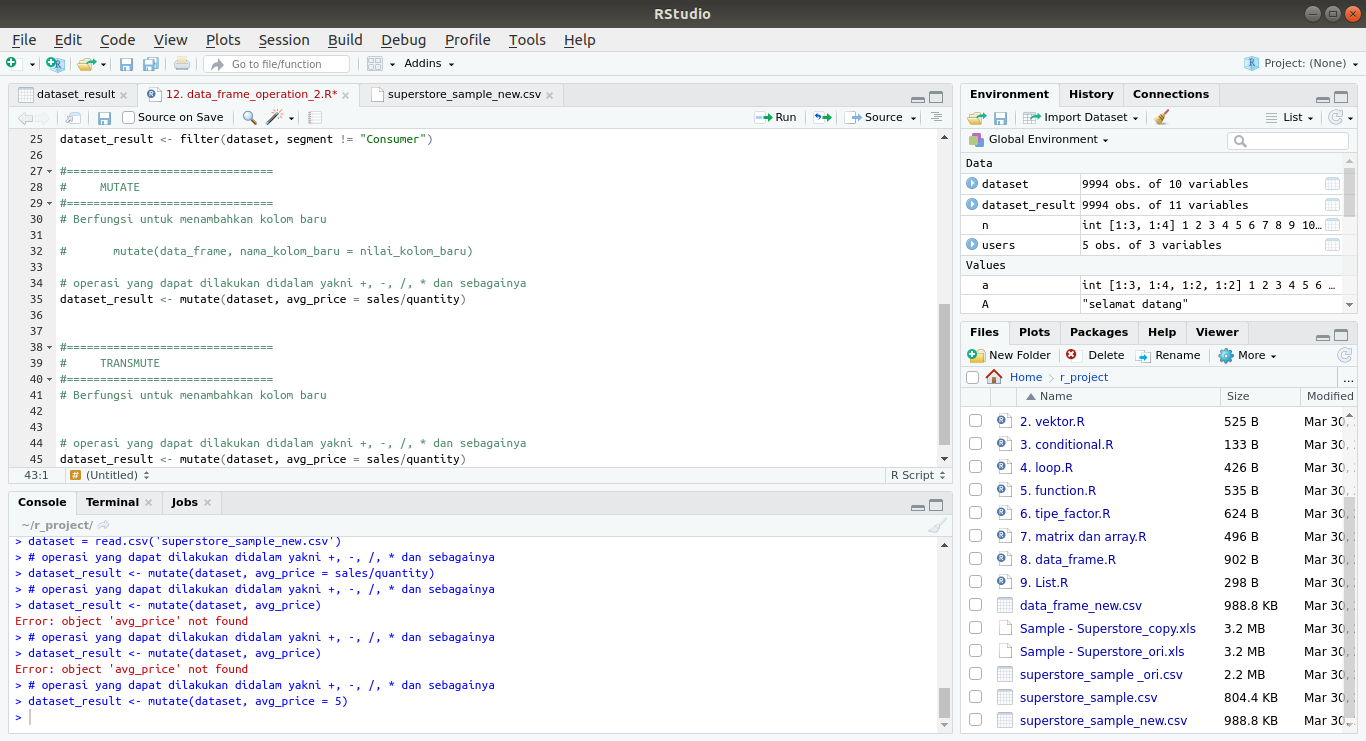 RStudio
File Edit Code View Plots Session Build Debug Profile Tools Help
Go to file/function Addins Project: (None)
dataset_result 12. data_frame_operation_2.R* superstore_sample_new.csv
Source on Save Run Source
25 dataset_result <- filter(dataset, segment != "Consumer")
26
27 #===============================
28 # MUTATE
29 #===============================
30 # Berfungsi untuk menambahkan kolom baru
31
32 # mutate(data_frame, nama_kolom_baru = nilai_kolom_baru)
33
34 # operasi yang dapat dilakukan didalam yakni +, -, /, * dan sebagainya
35 dataset_result <- mutate(dataset, avg_price = sales/quantity)
36
37
38 #===============================
39 # TRANSMUTE
40 #===============================
41 # Berfungsi untuk menambahkan kolom baru
42
43
44 # operasi yang dapat dilakukan didalam yakni +, -, /, * dan sebagainya
45 dataset_result <- mutate(dataset, avg_price = sales/quantity)
43:1 # (Untitled) R Script
Console Terminal Jobs
~/r_project/
> dataset = read.csv('superstore_sample_new.csv')
> # operasi yang dapat dilakukan didalam yakni +, -, /, * dan sebagainya
> dataset_result <- mutate(dataset, avg_price = sales/quantity)
> # operasi yang dapat dilakukan didalam yakni +, -, /, * dan sebagainya
> dataset_result <- mutate(dataset, avg_price)
Error: object 'avg_price' not found
> # operasi yang dapat dilakukan didalam yakni +, -, /, * dan sebagainya
> dataset_result <- mutate(dataset, avg_price)
Error: object 'avg_price' not found
> # operasi yang dapat dilakukan didalam yakni +, -, /, * dan sebagainya
> dataset_result <- mutate(dataset, avg_price = 5)
>
Environment History Connections
Import Dataset List
Global Environment
Data
dataset 9994 obs. of 10 variables
dataset_result 9994 obs. of 11 variables
n int [1:3, 1:4] 1 2 3 4 5 6 7 8 9 10…
users 5 obs. of 3 variables
Values
a int [1:3, 1:4, 1:2, 1:2] 1 2 3 4 5 6 …
A "selamat datang"
Files Plots Packages Help Viewer
New Folder Delete Rename More
Home r_project ...
Name Size Modified
2. vektor.R 525 B Mar 30,
3. conditional.R 133 B Mar 30,
4. loop.R 426 B Mar 30,
5. function.R 535 B Mar 30,
6. tipe_factor.R 624 B Mar 30,
7. matrix dan array.R 496 B Mar 30,
8. data_frame.R 902 B Mar 30,
9. List.R 298 B Mar 30,
data_frame_new.csv 988.8 KB Mar 30,
Sample - Superstore_copy.xls 3.2 MB Mar 30,
Sample - Superstore_ori.xls 3.2 MB Mar 30,
superstore_sample _ori.csv 2.2 MB Mar 30,
superstore_sample.csv 804.4 KB Mar 30,
superstore_sample_new.csv 988.8 KB Mar 30,